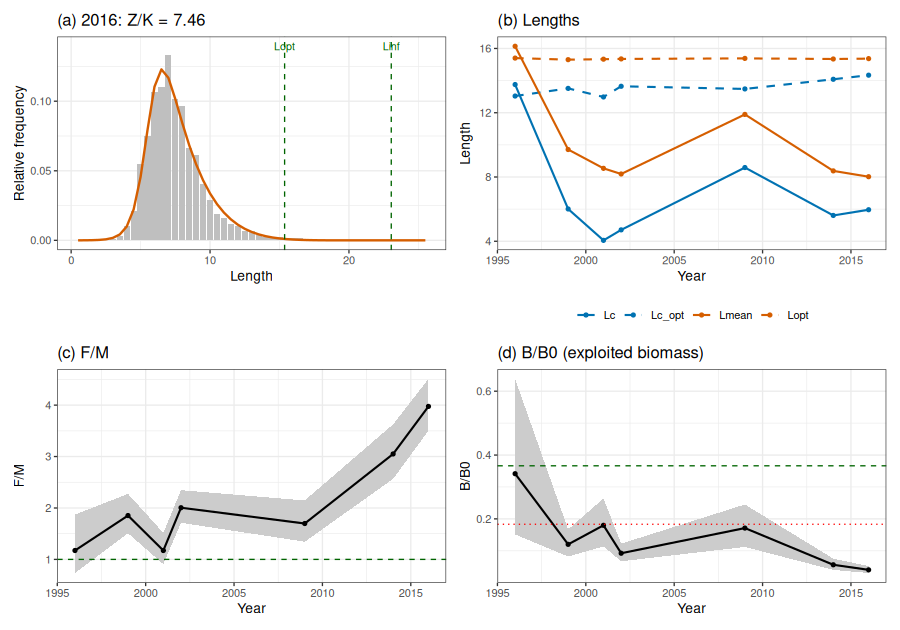 (a) 2016: Z/K = 7.46
Lopt
Linf
Relative frequency
0.10
0.05
0.00
0
10
20
Length
(b) Lengths
Length
16
12
8
4
1995
2000
2005
2010
2015
Year
Lc
Lc_opt
Lmean
Lopt
(c) F/M
F/M
4
3
2
1
1995
2000
2005
2010
2015
Year
(d) B/B0 (exploited biomass)
B/B0
0.6
0.4
0.2
1995
2000
2005
2010
2015
Year